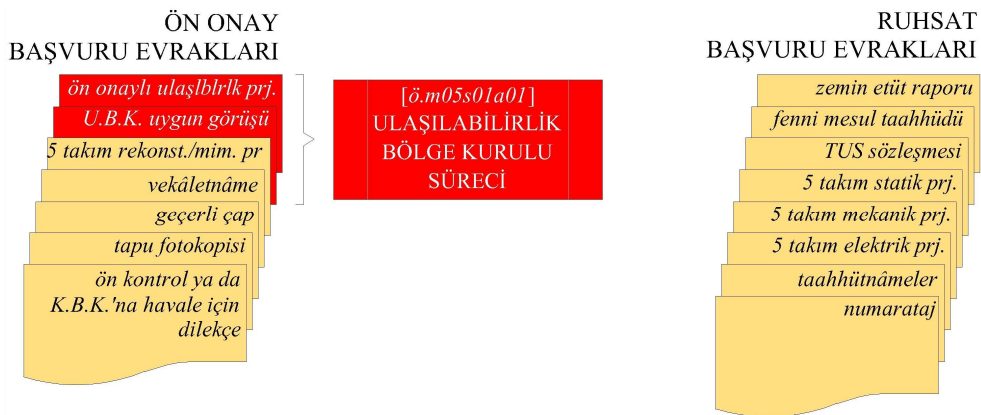 ÖN ONAY
BAŞVURU EVRAKLARI
ön onaylı ulaşlblrlk prj.
U.B.K. uygun görüşü
5 takım rekonst./mim. pr
vekâletnâme
geçerli çap
tapu fotokopisi
ön kontrol ya da
K.B.K.'na havale için
dilekçe
[ö.m05s01a01]
ULAŞILABİLİRLİK
BÖLGE KURULU
SÜRECİ
RUHSAT
BAŞVURU EVRAKLARI
zemin etüt raporu
fenni mesul taahhüdü
TUS sözleşmesi
5 takım statik prj.
5 takım mekanik prj.
5 takım elektrik prj.
taahhütnâmeler
numarataj